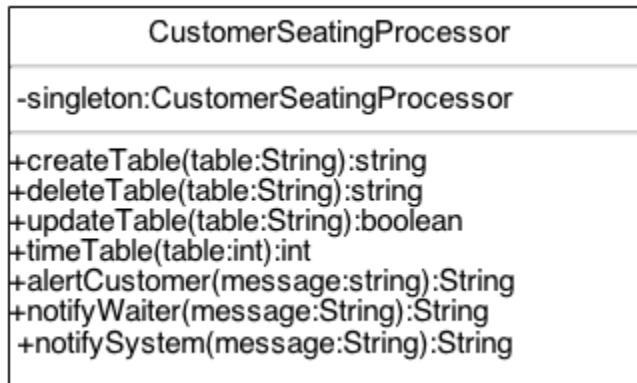 CustomerSeatingProcessor
-singleton:CustomerSeatingProcessor
+createTable(table:String):string
+deleteTable(table:String):string
+updateTable(table:String):boolean
+timeTable(table:int):int
+alertCustomer(message:string):String
+notifyWaiter(message:String):String
+notifySystem(message:String):String